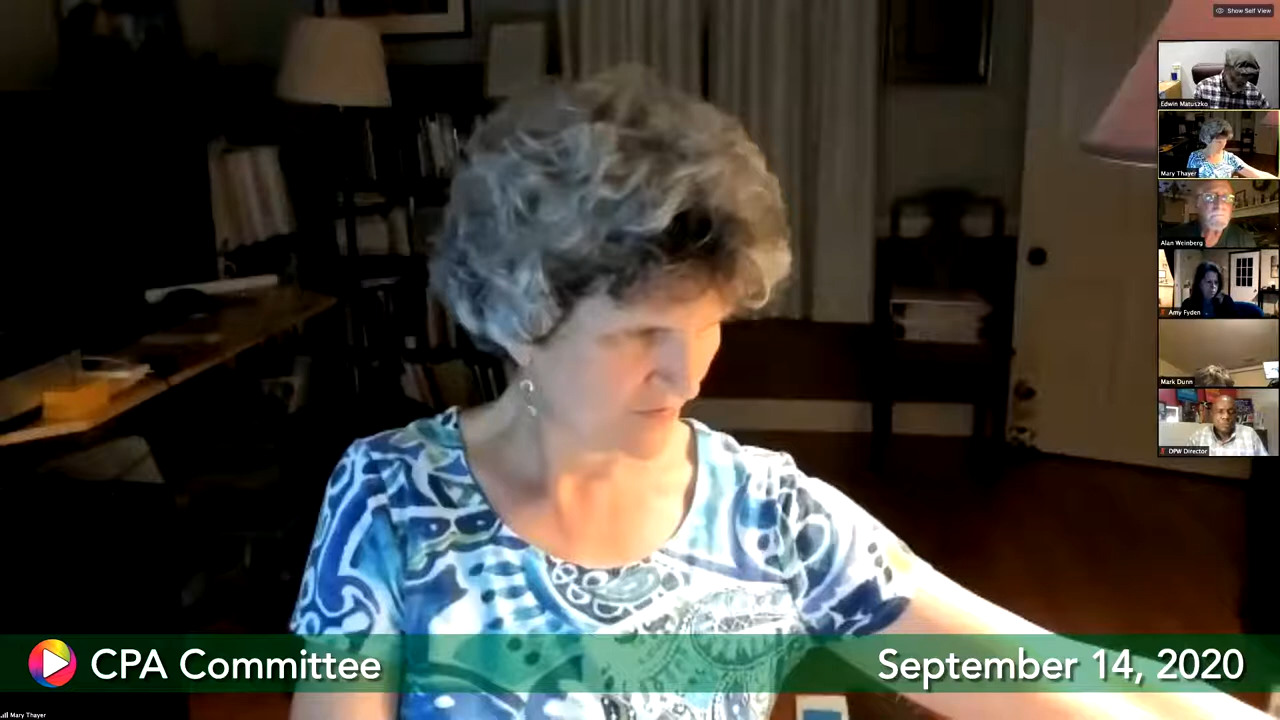 Show Self View
Edwin Matuszko
Mary Thayer
Alan Weinberg
Amy Fyden
Mark Dunn
DPW Director
CPA Committee
September 14, 2020
Mary Thayer